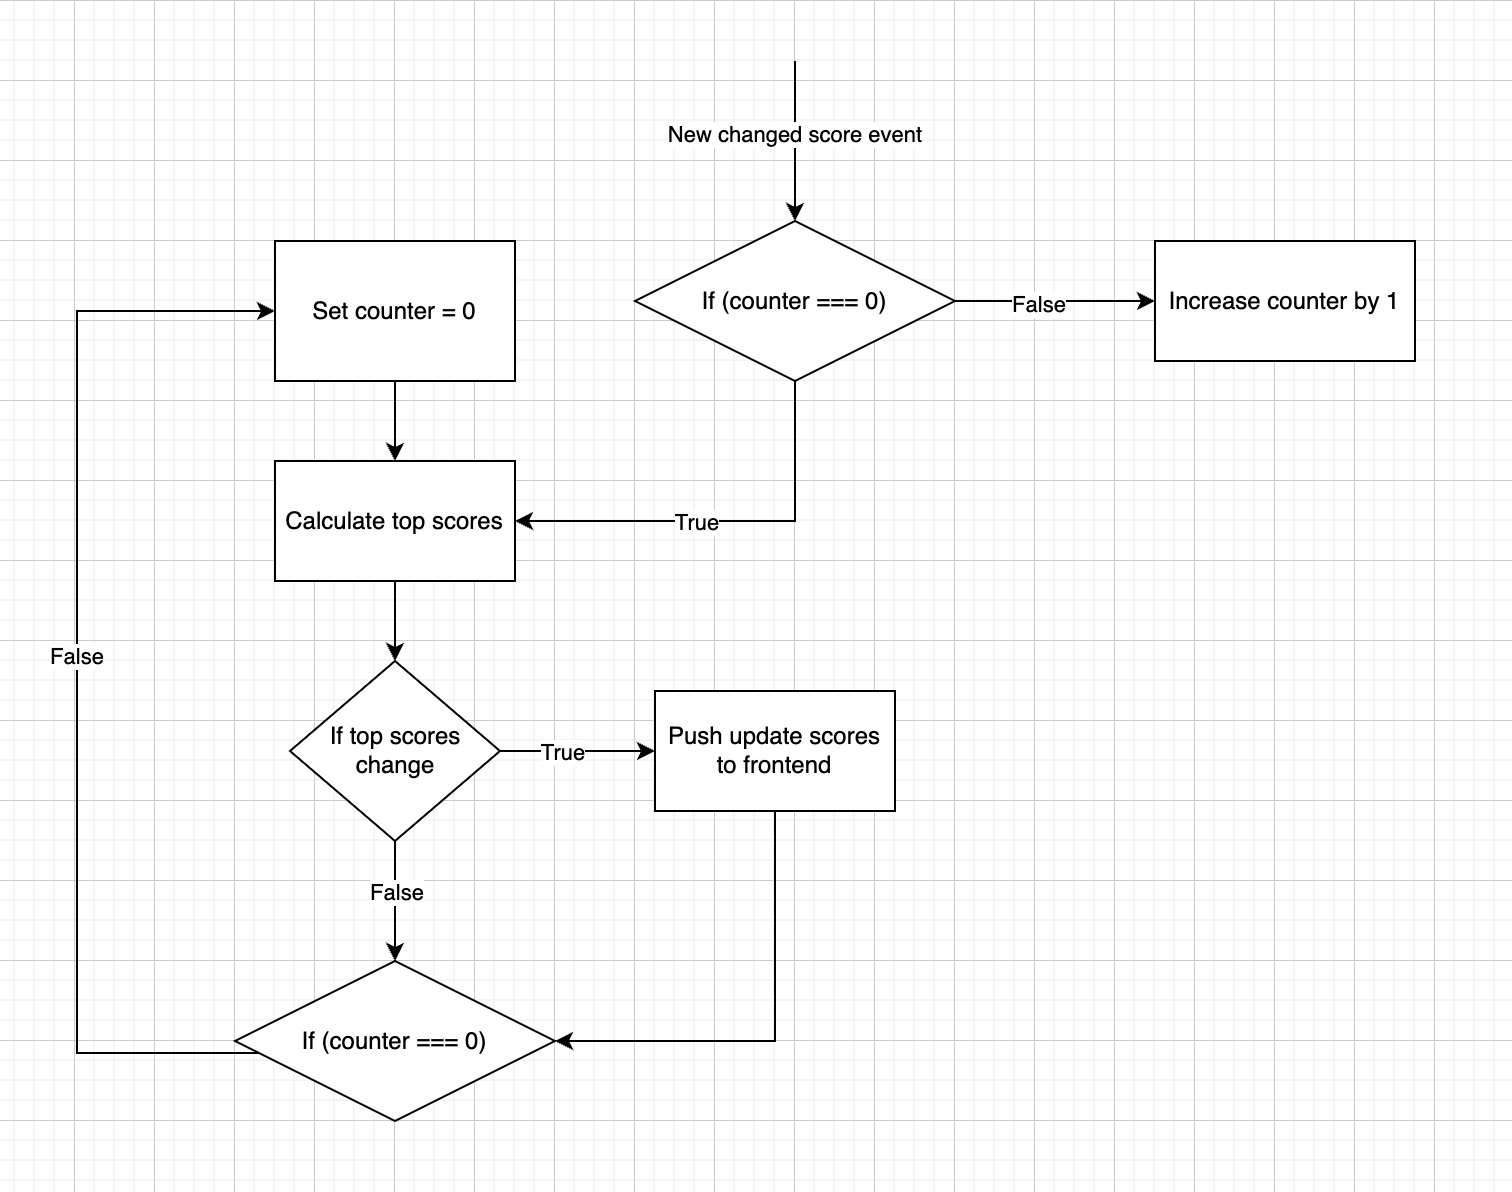 New changed score event
Set counter = 0
If (counter === 0)
False
Increase counter by 1
Calculate top scores
True
False
If top scores
change
True
Push update scores
to frontend
False
If (counter === 0)